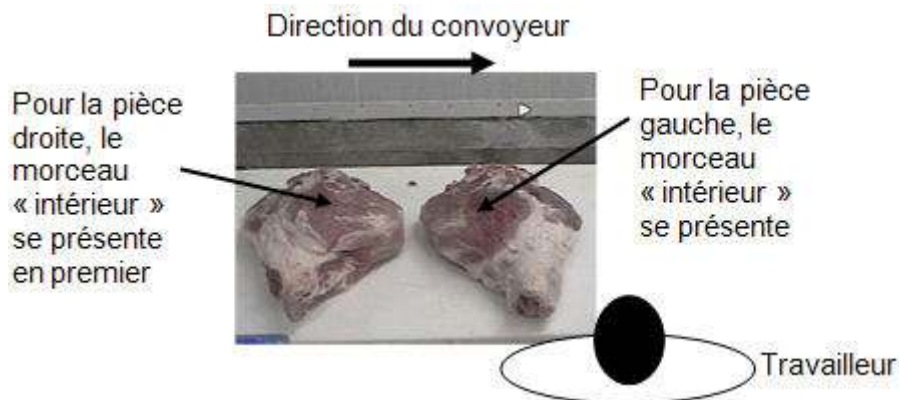 Direction du convoyeur
Pour la pièce
droite, le
morceau
« intérieur »
se présente
en premier
Pour la pièce
gauche, le
morceau
« intérieur »
se présente
Travailleur